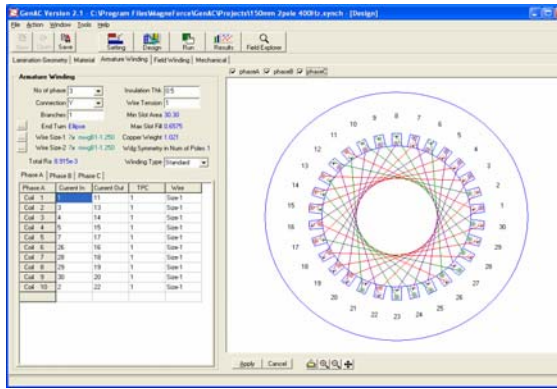 GenAC Version 2.1 - C:\Program Files\MagneForce\GenAC\Projects\150mm 2pole 400Hz.synch - [Design]
File Action Window Tools Help
New Open Save Setting Design Run Results Field Explorer
Lamination Geometry Material Armature Winding Field Winding Mechanical
Armature Winding
No of phase 3 Insulation Thk 0.5
Connection Y Wire Tension 1
Branches 1 Min Slot Area 30.30
End Turn Ellipse Max Slot Fill 0.6575
Wire Size-1 Copper Weight 1.021
Wire Size-2 Wdg Symmetry in Num of Poles 1
Total Ra 8.915e-3 Winding Type Standard
Phase A Phase B Phase C
Phase A Current In Current Out TPC Wire
Coil 1 1 11 1 Size-1
Coil 2 3 13 1 Size-1
Coil 3 4 14 1 Size-1
Coil 4 5 15 1 Size-1
Coil 5 7 17 1 Size-1
Coil 6 26 16 1 Size-1
Coil 7 28 18 1 Size-1
Coil 8 29 19 1 Size-1
Coil 9 30 20 1 Size-1
Coil 10 2 22 1 Size-1
phaseA phaseB phaseC
8
9 7
10 6
11 5
12 4
13 3
14 2
15 1
16 30
17 29
18 28
19 27
20 26
21 25
22 24
23
Apply Cancel